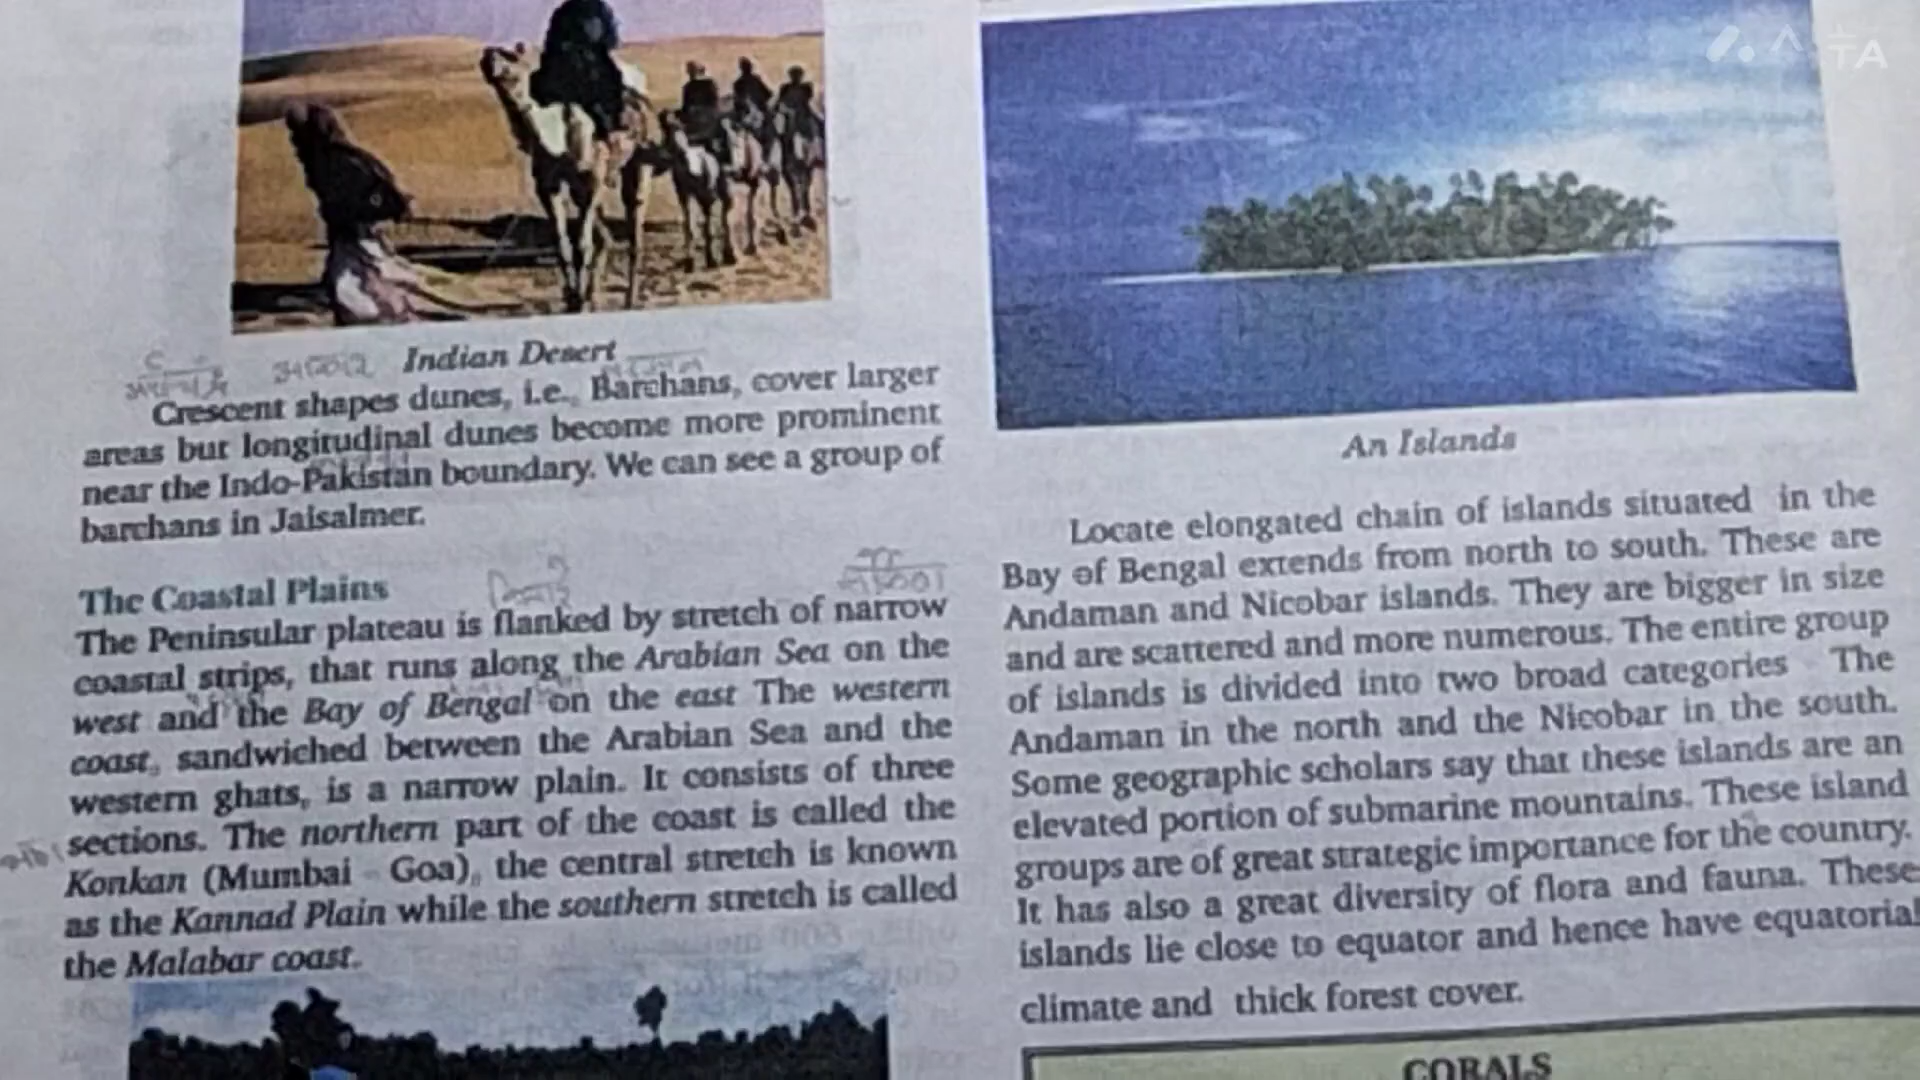 Indian Desert
Crescent shapes dunes, i.e., Barchans, cover larger
areas but longitudinal dunes become more prominent
near the Indo-Pakistan boundary. We can see a group of
barchans in Jaisalmer.
The Coastal Plains
The Peninsular plateau is flanked by stretch of narrow
coastal strips, that runs along the Arabian Sea on the
west and the Bay of Bengal on the east The western
coast, sandwiched between the Arabian Sea and the
western ghats, is a narrow plain. It consists of three
sections. The northern part of the coast is called the
Konkan (Mumbai - Goa), the central stretch is known
as the Kannad Plain while the southern stretch is called
the Malabar coast.
An Islands
Locate elongated chain of islands situated in the
Bay of Bengal extends from north to south. These are
Andaman and Nicobar islands. They are bigger in size
and are scattered and more numerous. The entire group
of islands is divided into two broad categories The
Andaman in the north and the Nicobar in the south.
Some geographic scholars say that these islands are an
elevated portion of submarine mountains. These island
groups are of great strategic importance for the country.
It has also a great diversity of flora and fauna. These
islands lie close to equator and hence have equatorial
climate and thick forest cover.
CORALS